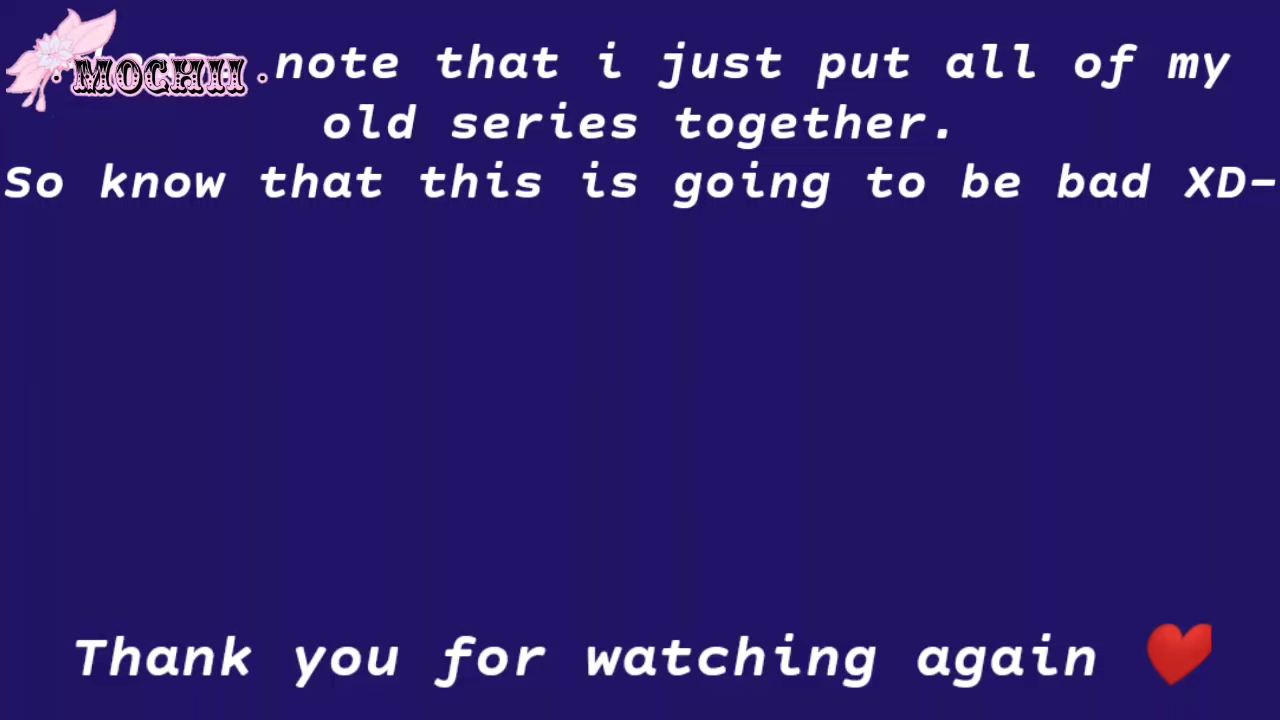 MOCHII
note that i just put all of my
old series together.
So know that this is going to be bad XD-
Thank you for watching again ❤️